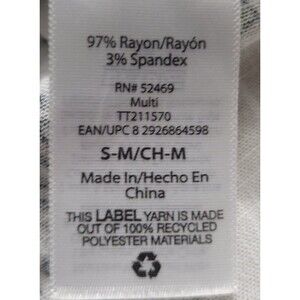 97% Rayon/Rayón
3% Spandex
RN# 52469
Multi
TT211570
EAN/UPC 8 2926864598
S-M/CH-M
Made In/Hecho En
China
THIS LABEL YARN IS MADE
OUT OF 100% RECYCLED
POLYESTER MATERIALS